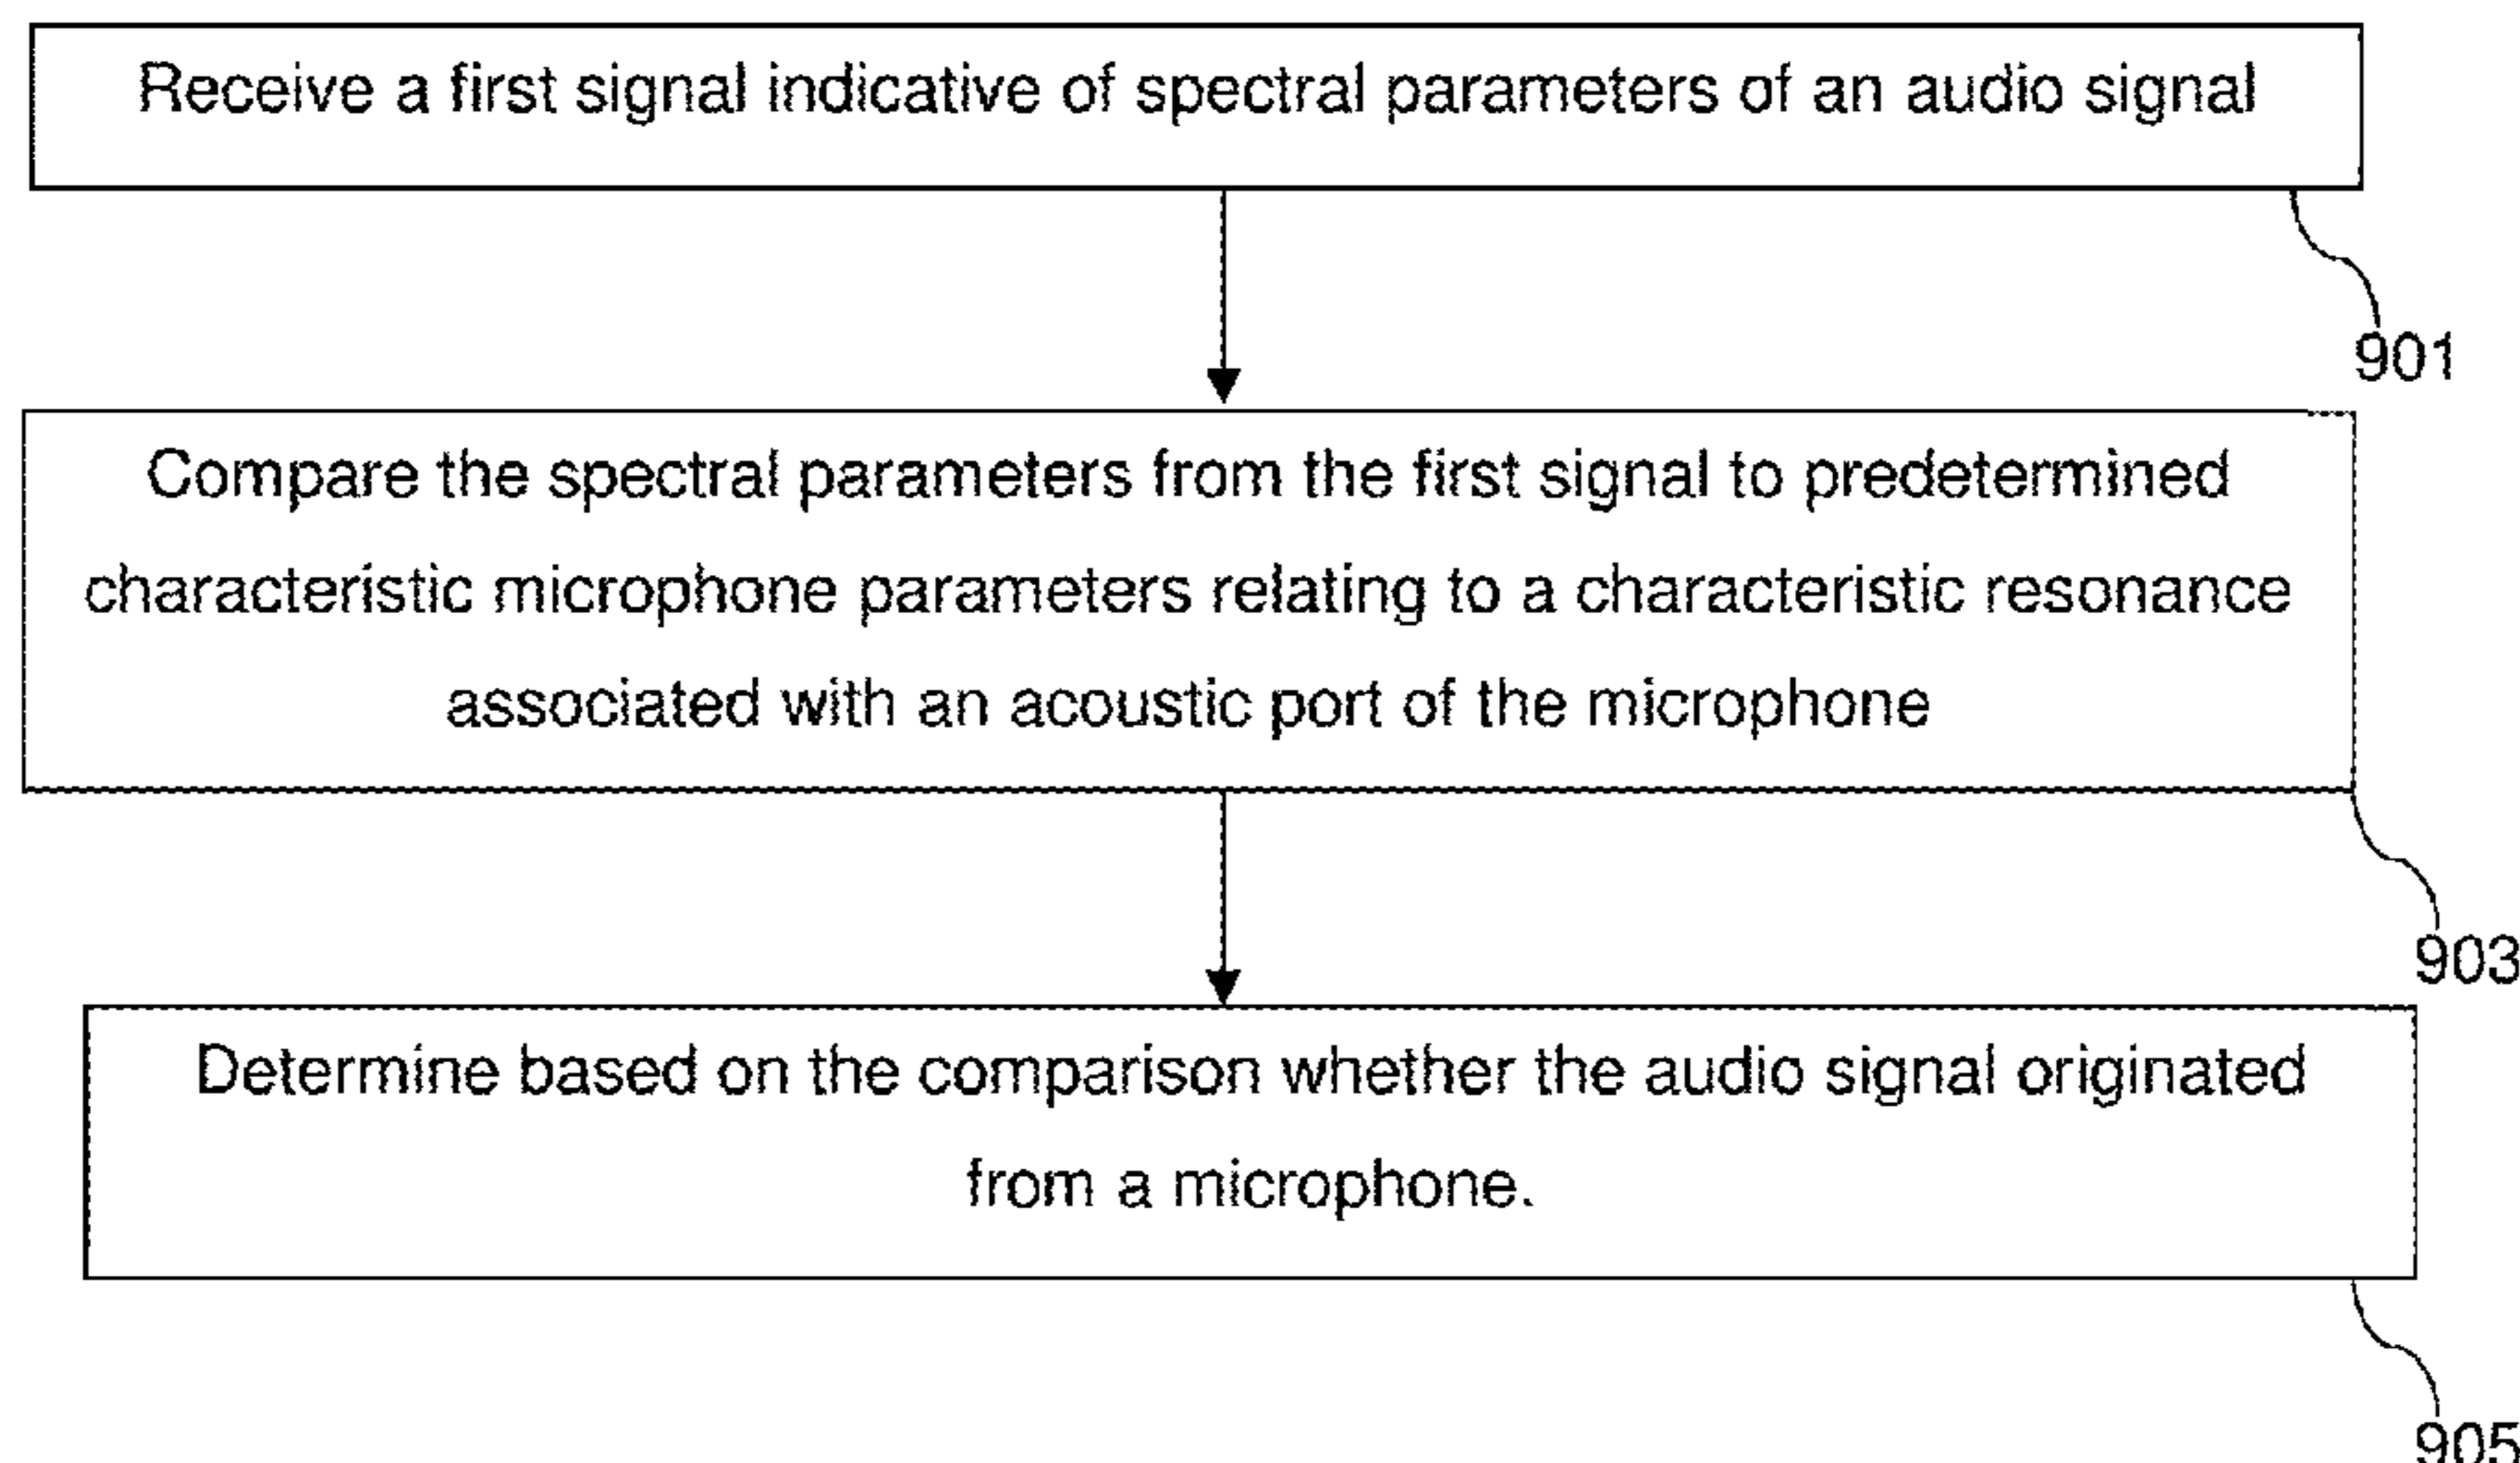 Receive a first signal indicative of spectral parameters of an audio signal
901
Compare the spectral parameters from the first signal to predetermined
characteristic microphone parameters relating to a characteristic resonance
associated with an acoustic port of the microphone
903
Determine based on the comparison whether the audio signal originated
from a microphone.
905